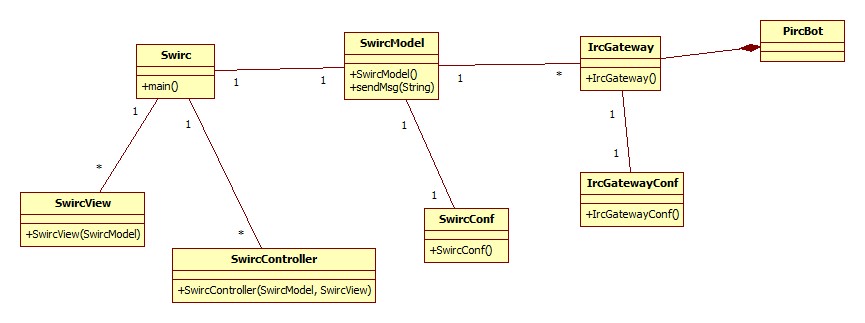 Swirc
+main()
1
1
SwircModel
+SwircModel()
+sendMsg(String)
1
*
IrcGateway
+IrcGateway()
PircBot
1
*
SwircView
+SwircView(SwircModel)
1
*
SwircController
+SwircController(SwircModel, SwircView)
1
1
SwircConf
+SwircConf()
1
1
IrcGatewayConf
+IrcGatewayConf()